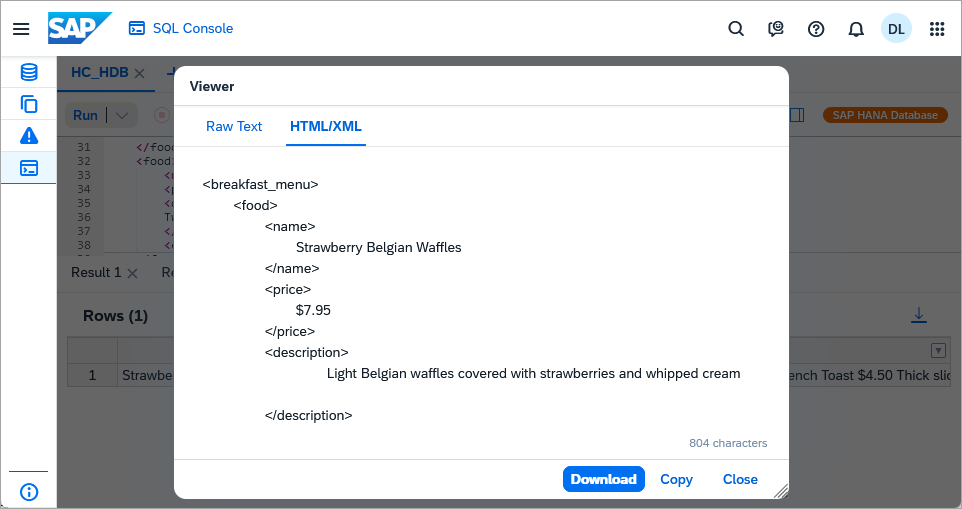 SAP SQL Console DL
HC_HDB
Run SAP HANA Database
Viewer
Raw Text HTML/XML
31 </food
32 <food>
33
34
35
36
37
38
<breakfast_menu>
<food>
<name>
Strawberry Belgian Waffles
</name>
<price>
$7.95
</price>
<description>
Light Belgian waffles covered with strawberries and whipped cream
</description>
804 characters
Download Copy Close
Result 1
Rows (1)
1 Strawbe ench Toast $4.50 Thick slic